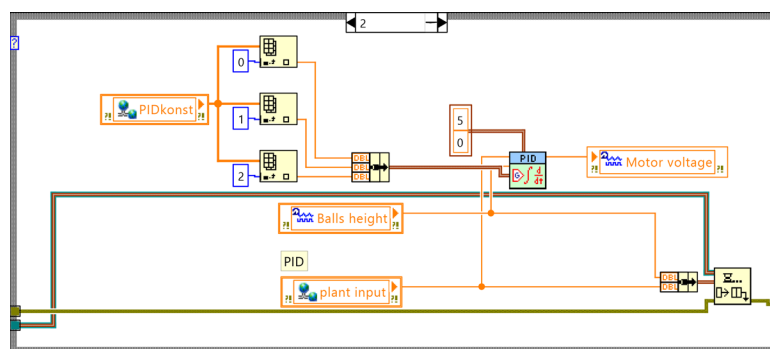 2
?
0
PIDkonst
1
5
0
PID
DBL
DBL
DBL
d
dt
Motor voltage
2
Balls height
PID
DBL
DBL
plant input